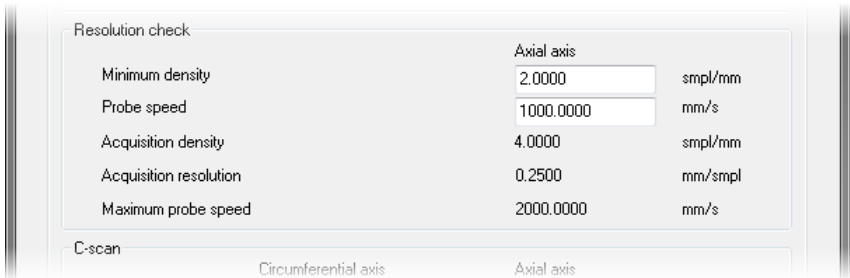 Resolution check
Axial axis
Minimum density 2.0000 smpl/mm
Probe speed 1000.0000 mm/s
Acquisition density 4.0000 smpl/mm
Acquisition resolution 0.2500 mm/smpl
Maximum probe speed 2000.0000 mm/s
C-scan
Circumferential axis Axial axis